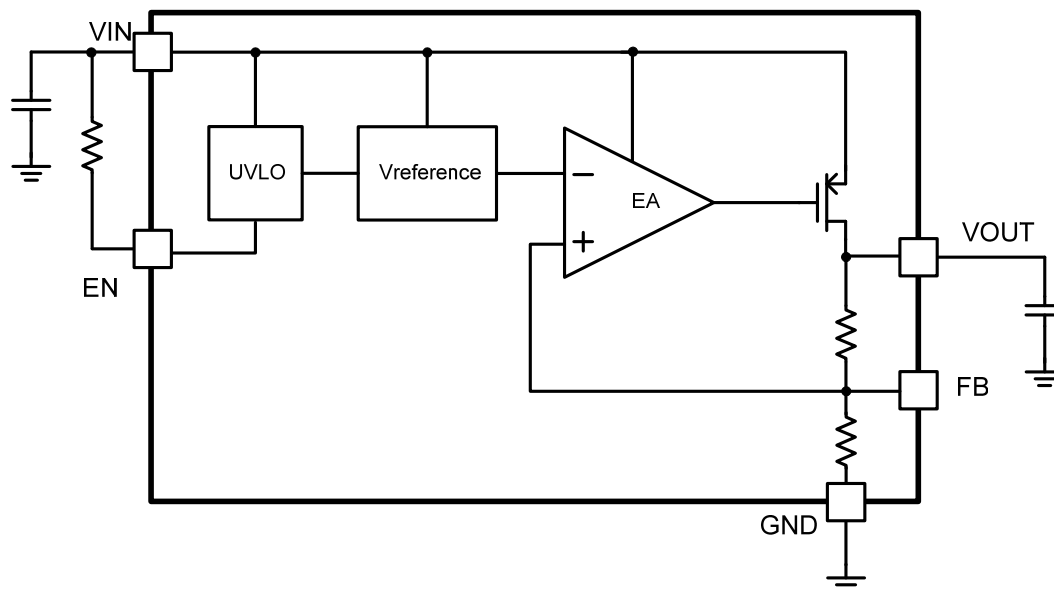 VIN
UVLO
Vreference
−
EA
+
VOUT
EN
FB
GND